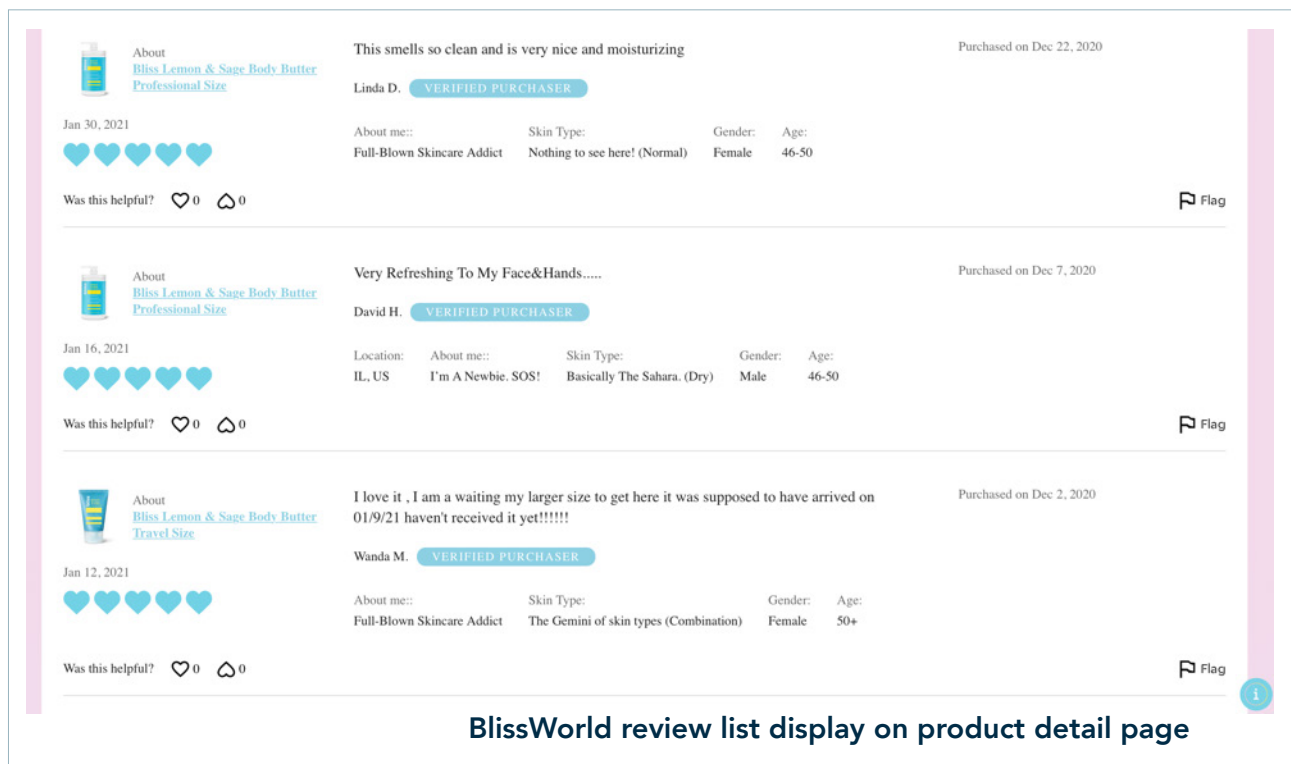 About
Bliss Lemon & Sage Body Butter
Professional Size
Jan 30, 2021
This smells so clean and is very nice and moisturizing
Linda D. VERIFIED PURCHASER
About me:: Skin Type: Gender: Age:
Full-Blown Skincare Addict Nothing to see here! (Normal) Female 46-50
Purchased on Dec 22, 2020
Was this helpful? 0 0
Flag
About
Bliss Lemon & Sage Body Butter
Professional Size
Jan 16, 2021
Very Refreshing To My Face&Hands.....
David H. VERIFIED PURCHASER
Location: About me:: Skin Type: Gender: Age:
IL, US I'm A Newbie. SOS! Basically The Sahara. (Dry) Male 46-50
Purchased on Dec 7, 2020
Was this helpful? 0 0
Flag
About
Bliss Lemon & Sage Body Butter
Travel Size
Jan 12, 2021
I love it , I am a waiting my larger size to get here it was supposed to have arrived on
01/9/21 haven't received it yet!!!!!!
Wanda M. VERIFIED PURCHASER
About me:: Skin Type: Gender: Age:
Full-Blown Skincare Addict The Gemini of skin types (Combination) Female 50+
Purchased on Dec 2, 2020
Was this helpful? 0 0
Flag
i
BlissWorld review list display on product detail page